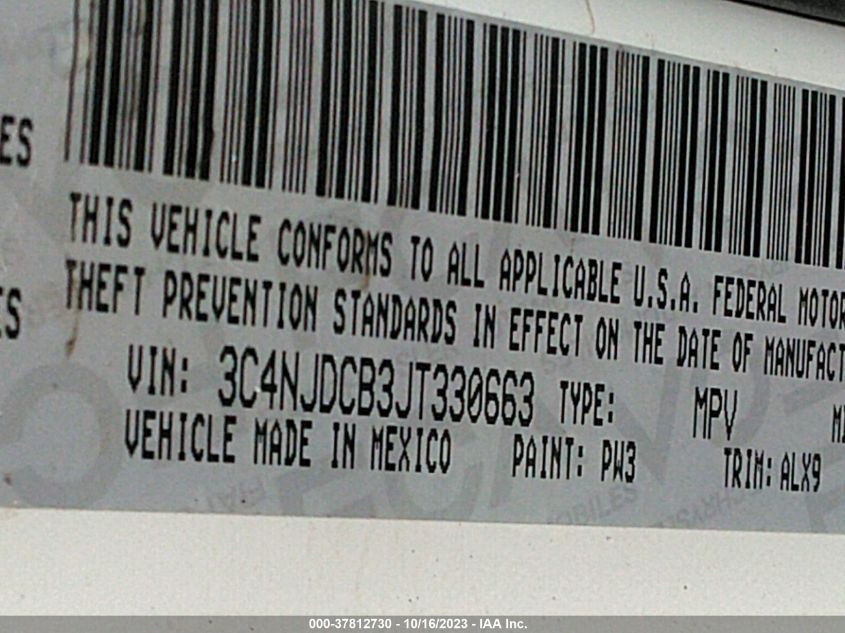 ES
THIS VEHICLE CONFORMS TO ALL APPLICABLE U.S.A. FEDERAL MOTOR
THEFT PREVENTION STANDARDS IN EFFECT ON THE DATE OF MANUFACT
ES
VIN: 3C4NJDCB3JT330663 TYPE: MPV
VEHICLE MADE IN MEXICO PAINT: PW3 TRIM: ALX9
000-37812730 - 10/16/2023 - IAA Inc.